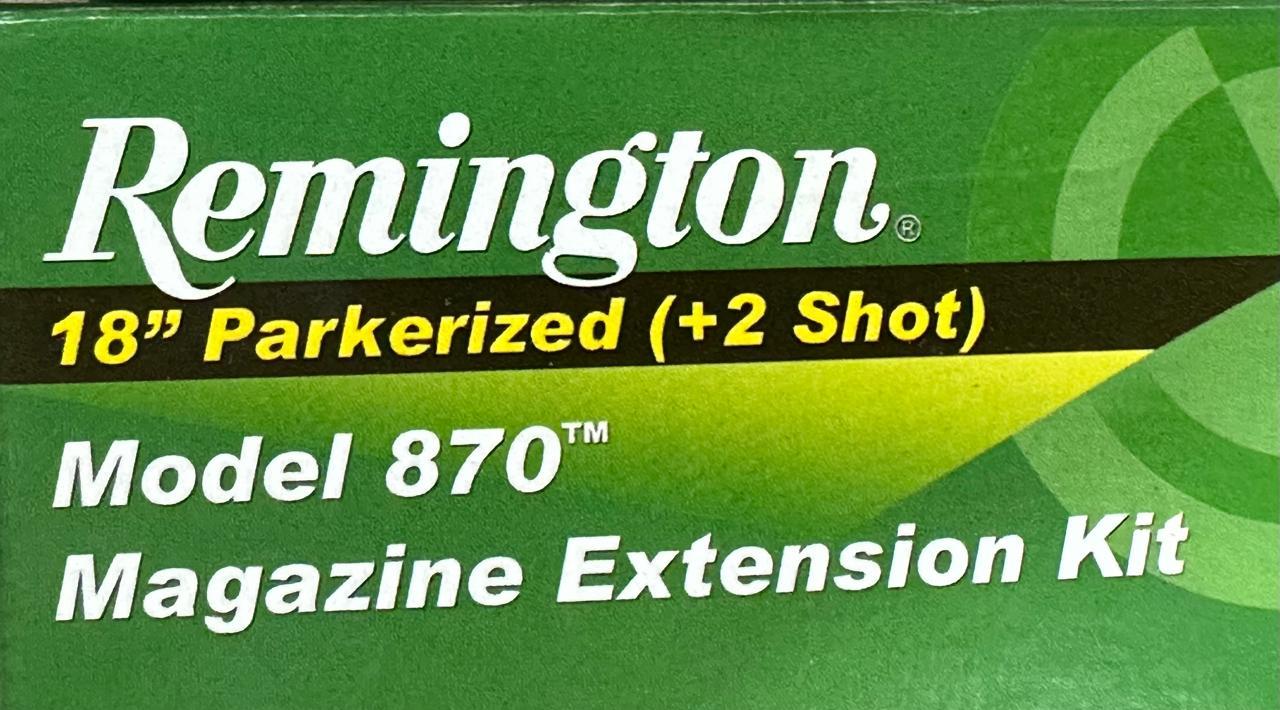 Remington®
18” Parkerized (+2 Shot)
Model 870™
Magazine Extension Kit